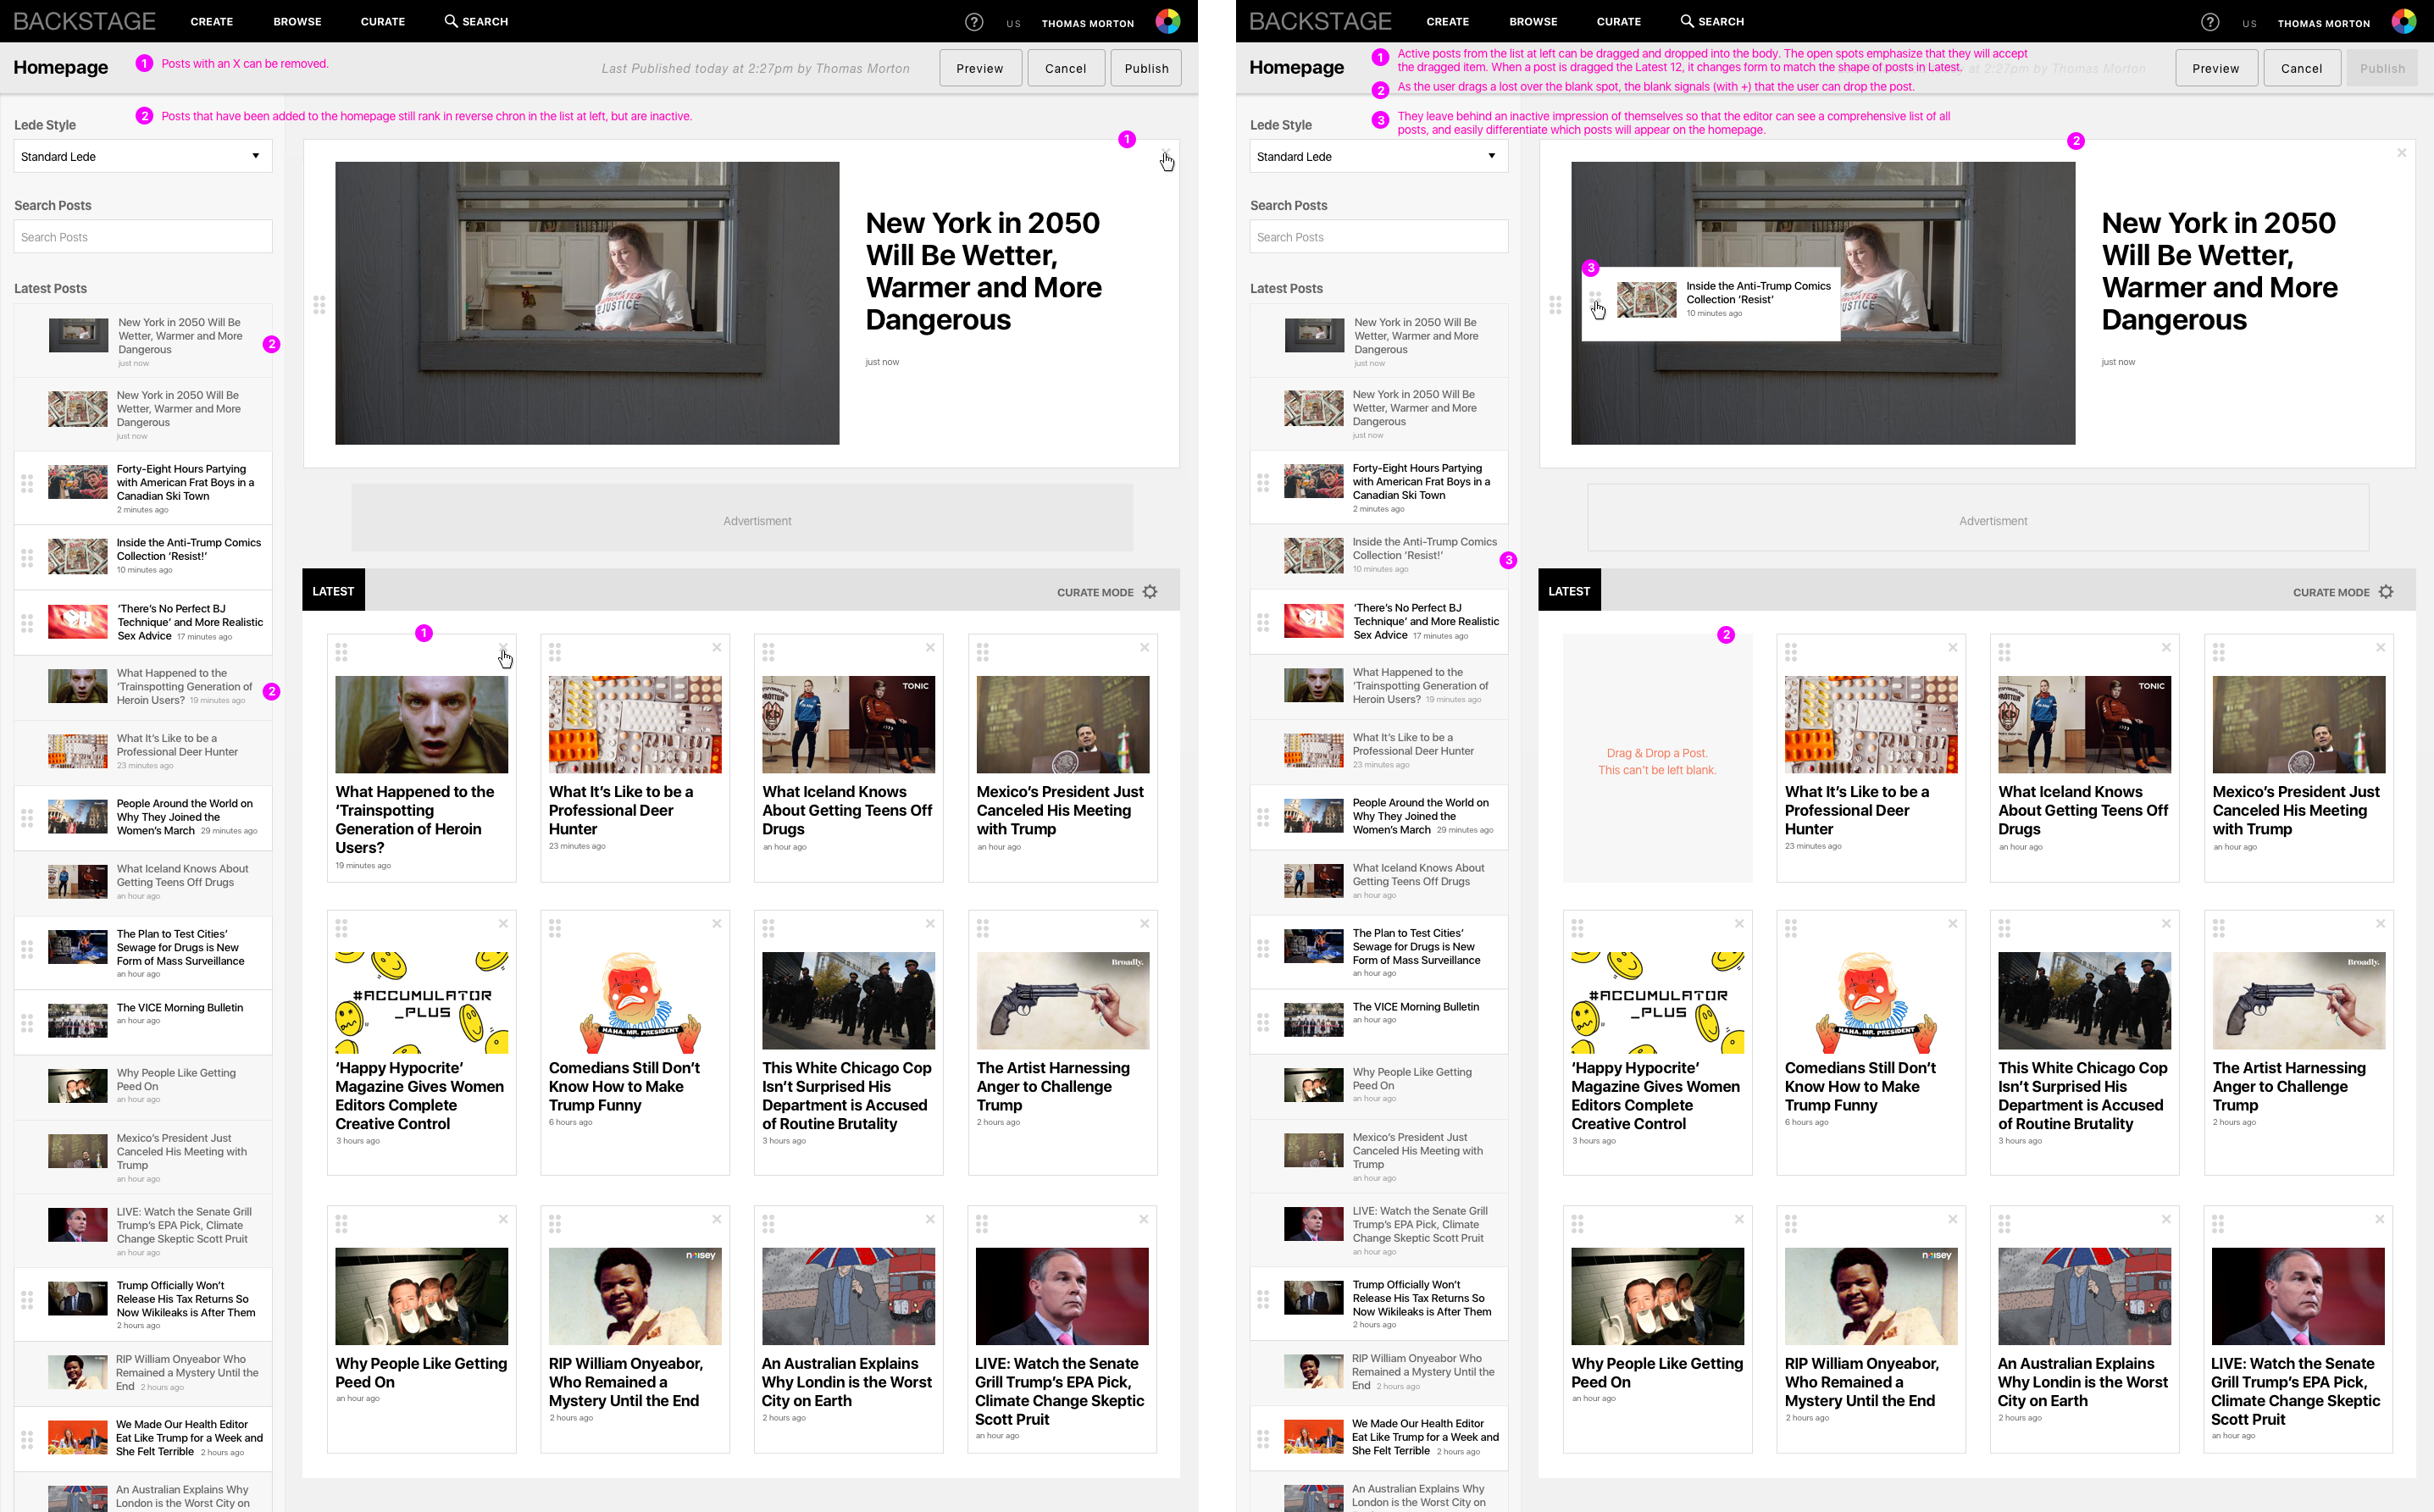 BACKSTAGE CREATE BROWSE CURATE SEARCH ? US THOMAS MORTON
Homepage
1 Posts with an X can be removed.
Last Published today at 2:27pm by Thomas Morton
Preview Cancel Publish
2 Posts that have been added to the homepage still rank in reverse chron in the list at left, but are inactive.
Lede Style
Standard Lede
Search Posts
Search Posts
Latest Posts
New York in 2050 Will Be
Wetter, Warmer and More
Dangerous
just now
2
New York in 2050 Will Be
Wetter, Warmer and More
Dangerous
just now
Forty-Eight Hours Partying
with American Frat Boys in a
Canadian Ski Town
2 minutes ago
Inside the Anti-Trump Comics
Collection ‘Resist!’
10 minutes ago
‘There’s No Perfect BJ
Technique’ and More Realistic
Sex Advice 17 minutes ago
What Happened to the
‘Trainspotting Generation of
Heroin Users? 19 minutes ago
2
What It’s Like to be a
Professional Deer Hunter
23 minutes ago
People Around the World on
Why They Joined the
Women’s March 29 minutes ago
What Iceland Knows About
Getting Teens Off Drugs
an hour ago
The Plan to Test Cities’
Sewage for Drugs is New
Form of Mass Surveillance
an hour ago
The VICE Morning Bulletin
an hour ago
Why People Like Getting
Peed On
an hour ago
Mexico’s President Just
Canceled His Meeting with
Trump
an hour ago
LIVE: Watch the Senate Grill
Trump’s EPA Pick, Climate
Change Skeptic Scott Pruit
an hour ago
Trump Officially Won’t
Release His Tax Returns So
Now Wikileaks is After Them
2 hours ago
RIP William Onyeabor Who
Remained a Mystery Until the
End 2 hours ago
We Made Our Health Editor
Eat Like Trump for a Week and
She Felt Terrible 2 hours ago
An Australian Explains Why
London is the Worst City on
1
New York in 2050
Will Be Wetter,
Warmer and More
Dangerous
just now
Advertisment
LATEST CURATE MODE
1
What Happened to the
‘Trainspotting
Generation of Heroin
Users?
19 minutes ago
What It’s Like to be a
Professional Deer
Hunter
23 minutes ago
TONIC
What Iceland Knows
About Getting Teens Off
Drugs
an hour ago
Mexico’s President Just
Canceled His Meeting
with Trump
an hour ago
#ACCUMULATOR
_PLUS
‘Happy Hypocrite’
Magazine Gives Women
Editors Complete
Creative Control
3 hours ago
HAHA, MR. PRESIDENT
Comedians Still Don’t
Know How to Make
Trump Funny
6 hours ago
This White Chicago Cop
Isn’t Surprised His
Department is Accused
of Routine Brutality
3 hours ago
Broadly.
The Artist Harnessing
Anger to Challenge
Trump
2 hours ago
Why People Like Getting
Peed On
an hour ago
noisey
RIP William Onyeabor,
Who Remained a
Mystery Until the End
2 hours ago
An Australian Explains
Why Londin is the Worst
City on Earth
2 hours ago
LIVE: Watch the Senate
Grill Trump’s EPA Pick,
Climate Change Skeptic
Scott Pruit
an hour ago
BACKSTAGE CREATE BROWSE CURATE SEARCH ? US THOMAS MORTON
Homepage
1 Active posts from the list at left can be dragged and dropped into the body. The open spots emphasize that they will accept
the dragged item. When a post is dragged the Latest 12, it changes form to match the shape of posts in Latest.
at 2:27pm by Thomas Morton
Preview Cancel Publish
2 As the user drags a lost over the blank spot, the blank signals (with +) that the user can drop the post.
3 They leave behind an inactive impression of themselves so that the editor can see a comprehensive list of all
posts, and easily differentiate which posts will appear on the homepage.
Lede Style
Standard Lede
Search Posts
Search Posts
Latest Posts
New York in 2050 Will Be
Wetter, Warmer and More
Dangerous
just now
New York in 2050 Will Be
Wetter, Warmer and More
Dangerous
just now
Forty-Eight Hours Partying
with American Frat Boys in a
Canadian Ski Town
2 minutes ago
Inside the Anti-Trump Comics
Collection ‘Resist!’
10 minutes ago
3
‘There’s No Perfect BJ
Technique’ and More Realistic
Sex Advice 17 minutes ago
What Happened to the
‘Trainspotting Generation of
Heroin Users? 19 minutes ago
What It’s Like to be a
Professional Deer Hunter
23 minutes ago
People Around the World on
Why They Joined the
Women’s March 29 minutes ago
What Iceland Knows About
Getting Teens Off Drugs
an hour ago
The Plan to Test Cities’
Sewage for Drugs is New
Form of Mass Surveillance
an hour ago
The VICE Morning Bulletin
an hour ago
Why People Like Getting
Peed On
an hour ago
Mexico’s President Just
Canceled His Meeting with
Trump
an hour ago
LIVE: Watch the Senate Grill
Trump’s EPA Pick, Climate
Change Skeptic Scott Pruit
an hour ago
Trump Officially Won’t
Release His Tax Returns So
Now Wikileaks is After Them
2 hours ago
RIP William Onyeabor Who
Remained a Mystery Until the
End 2 hours ago
We Made Our Health Editor
Eat Like Trump for a Week and
She Felt Terrible 2 hours ago
An Australian Explains Why
London is the Worst City on
2
3
Inside the Anti-Trump Comics
Collection ‘Resist’
10 minutes ago
New York in 2050
Will Be Wetter,
Warmer and More
Dangerous
just now
Advertisment
LATEST CURATE MODE
2
Drag & Drop a Post.
This can’t be left blank.
What It’s Like to be a
Professional Deer
Hunter
23 minutes ago
TONIC
What Iceland Knows
About Getting Teens Off
Drugs
an hour ago
Mexico’s President Just
Canceled His Meeting
with Trump
an hour ago
#ACCUMULATOR
_PLUS
‘Happy Hypocrite’
Magazine Gives Women
Editors Complete
Creative Control
3 hours ago
HAHA, MR. PRESIDENT
Comedians Still Don’t
Know How to Make
Trump Funny
6 hours ago
This White Chicago Cop
Isn’t Surprised His
Department is Accused
of Routine Brutality
3 hours ago
Broadly.
The Artist Harnessing
Anger to Challenge
Trump
2 hours ago
Why People Like Getting
Peed On
an hour ago
noisey
RIP William Onyeabor,
Who Remained a
Mystery Until the End
2 hours ago
An Australian Explains
Why Londin is the Worst
City on Earth
2 hours ago
LIVE: Watch the Senate
Grill Trump’s EPA Pick,
Climate Change Skeptic
Scott Pruit
an hour ago